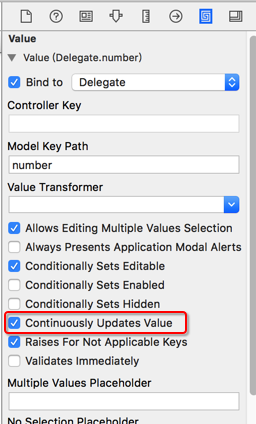 Value
Value (Delegate.number)
Bind to Delegate
Controller Key
Model Key Path
number
Value Transformer
Allows Editing Multiple Values Selection
Always Presents Application Modal Alerts
Conditionally Sets Editable
Conditionally Sets Enabled
Conditionally Sets Hidden
Continuously Updates Value
Raises For Not Applicable Keys
Validates Immediately
Multiple Values Placeholder
No Selection Placeholder